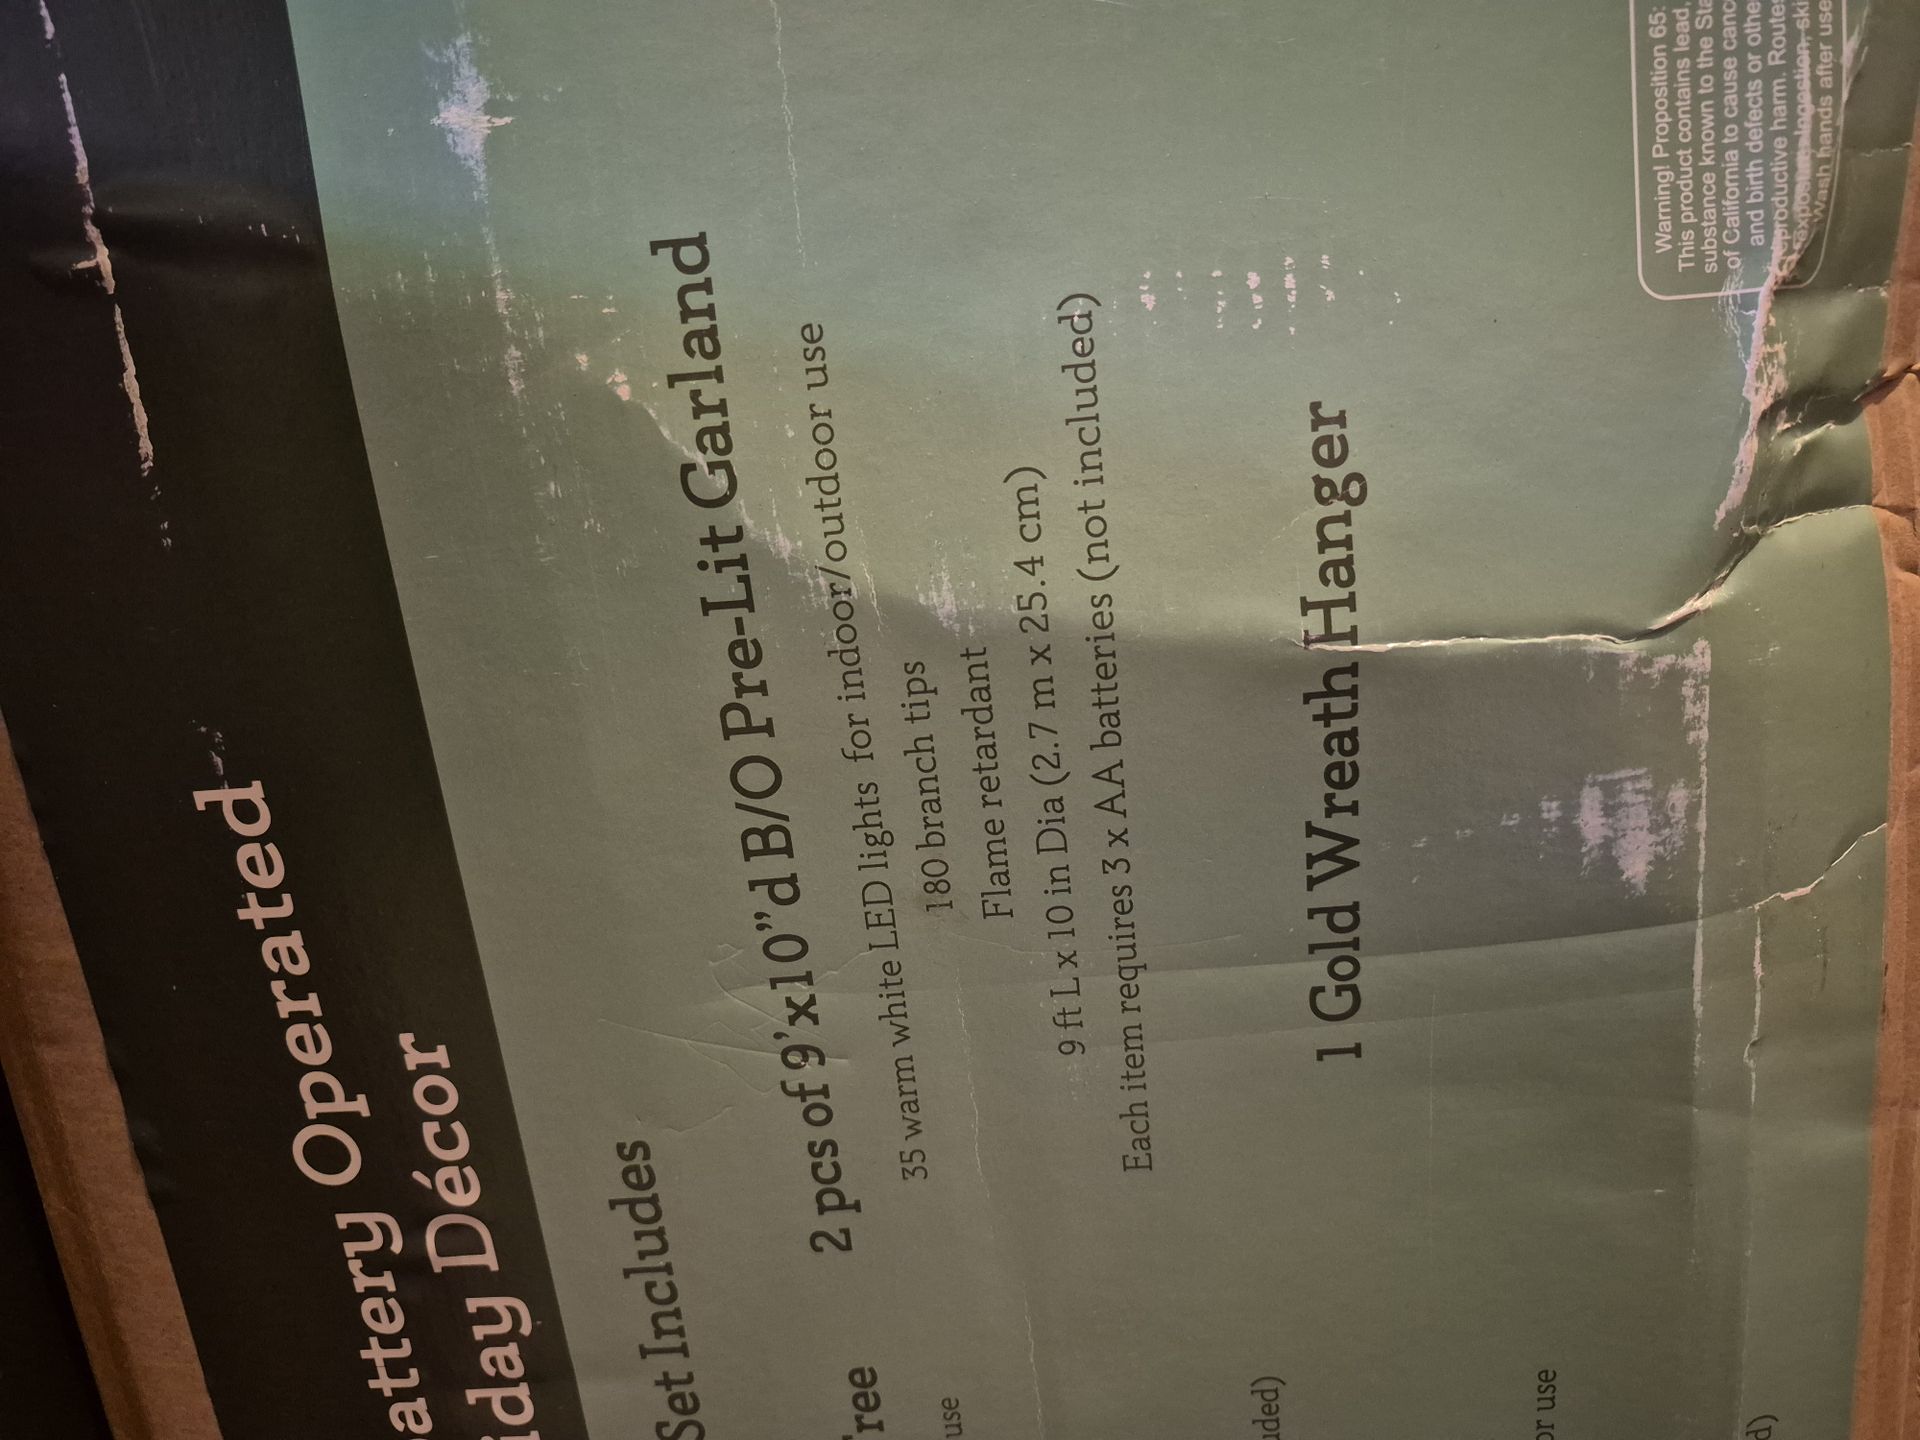 attery Operated
iday Décor
Set Includes
ree
use
uded)
or use
d)
2 pcs of 9'x10"d B/O Pre-Lit Garland
35 warm white LED lights for indoor/outdoor use
180 branch tips
Flame retardant
9 ft L x 10 in Dia (2.7 m x 25.4 cm)
Each item requires 3 x AA batteries (not included)
1 Gold Wreath Hanger
Warning! Proposition 65:
This product contains lead,
substance known to the Sta
of California to cause canc
and birth defects or othe
reproductive harm. Route
exposure: Ingestion, ski
Wash hands after use